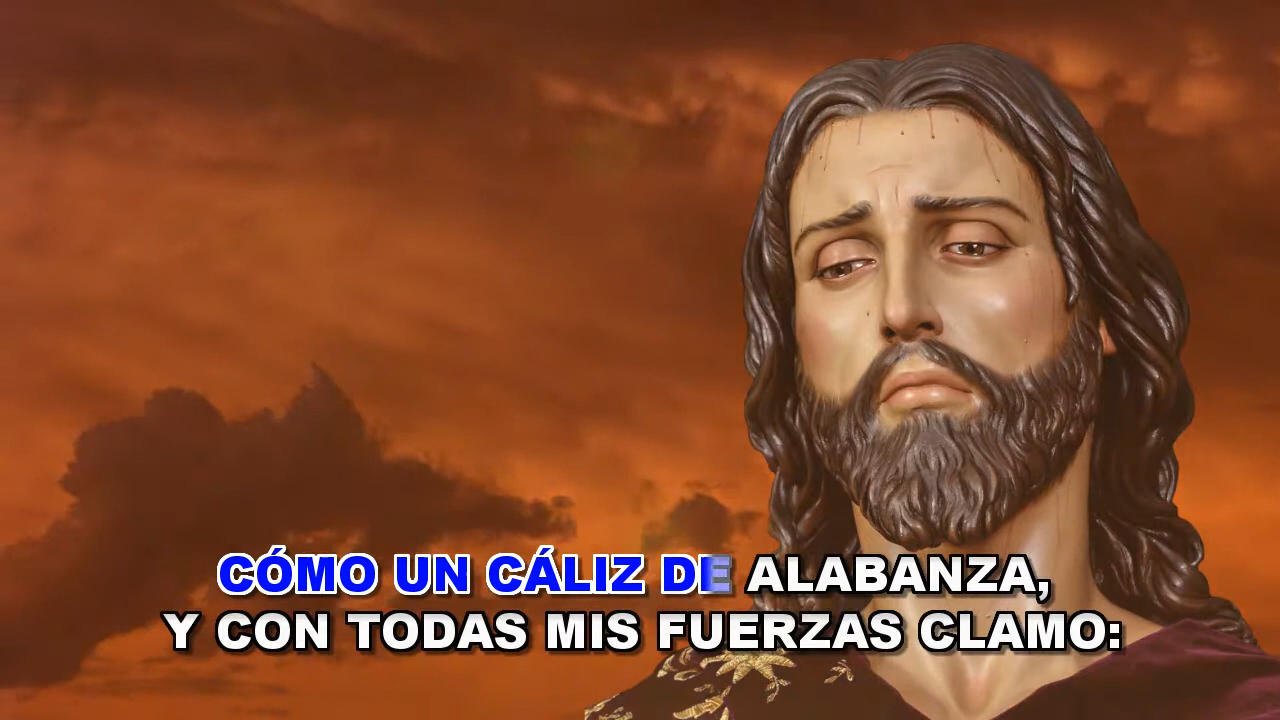 CÓMO UN CÁLIZ DE ALABANZA,
Y CON TODAS MIS FUERZAS CLAMO: